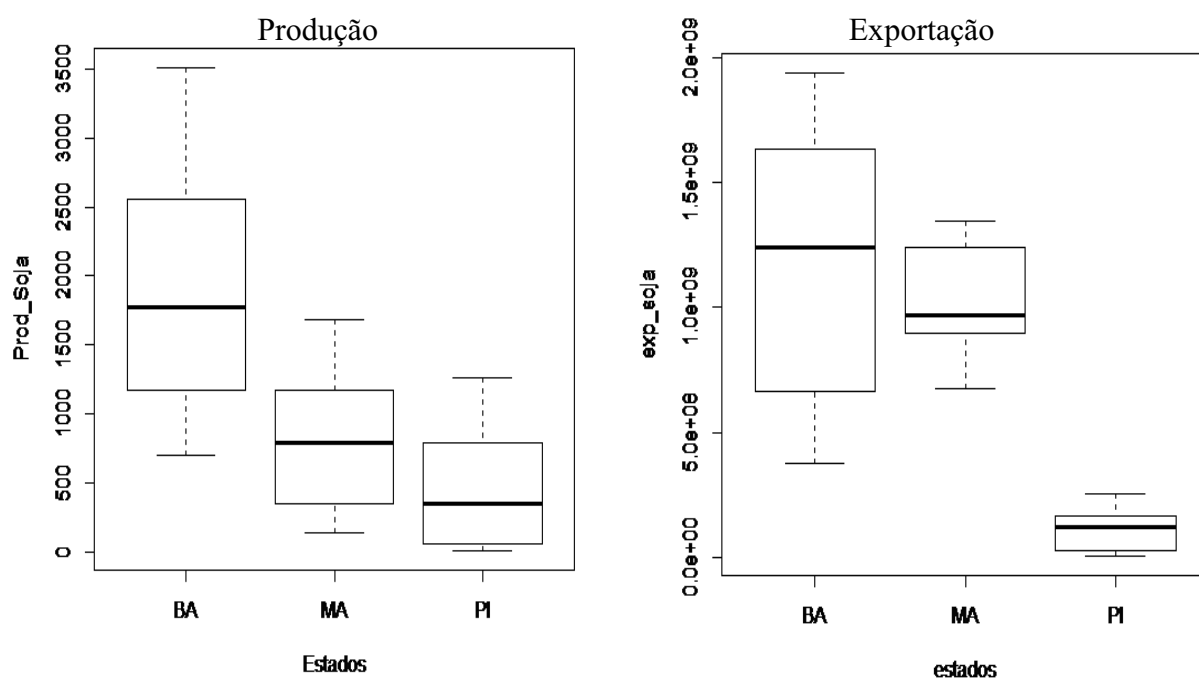 Produção
Prod_Soja
3500
3000
2500
2000
1500
1000
500
0
BA MA PI
Estados
Exportação
exp_soja
2.0e+09
1.5e+09
1.0e+09
5.0e+08
0.0e+00
BA MA PI
estados